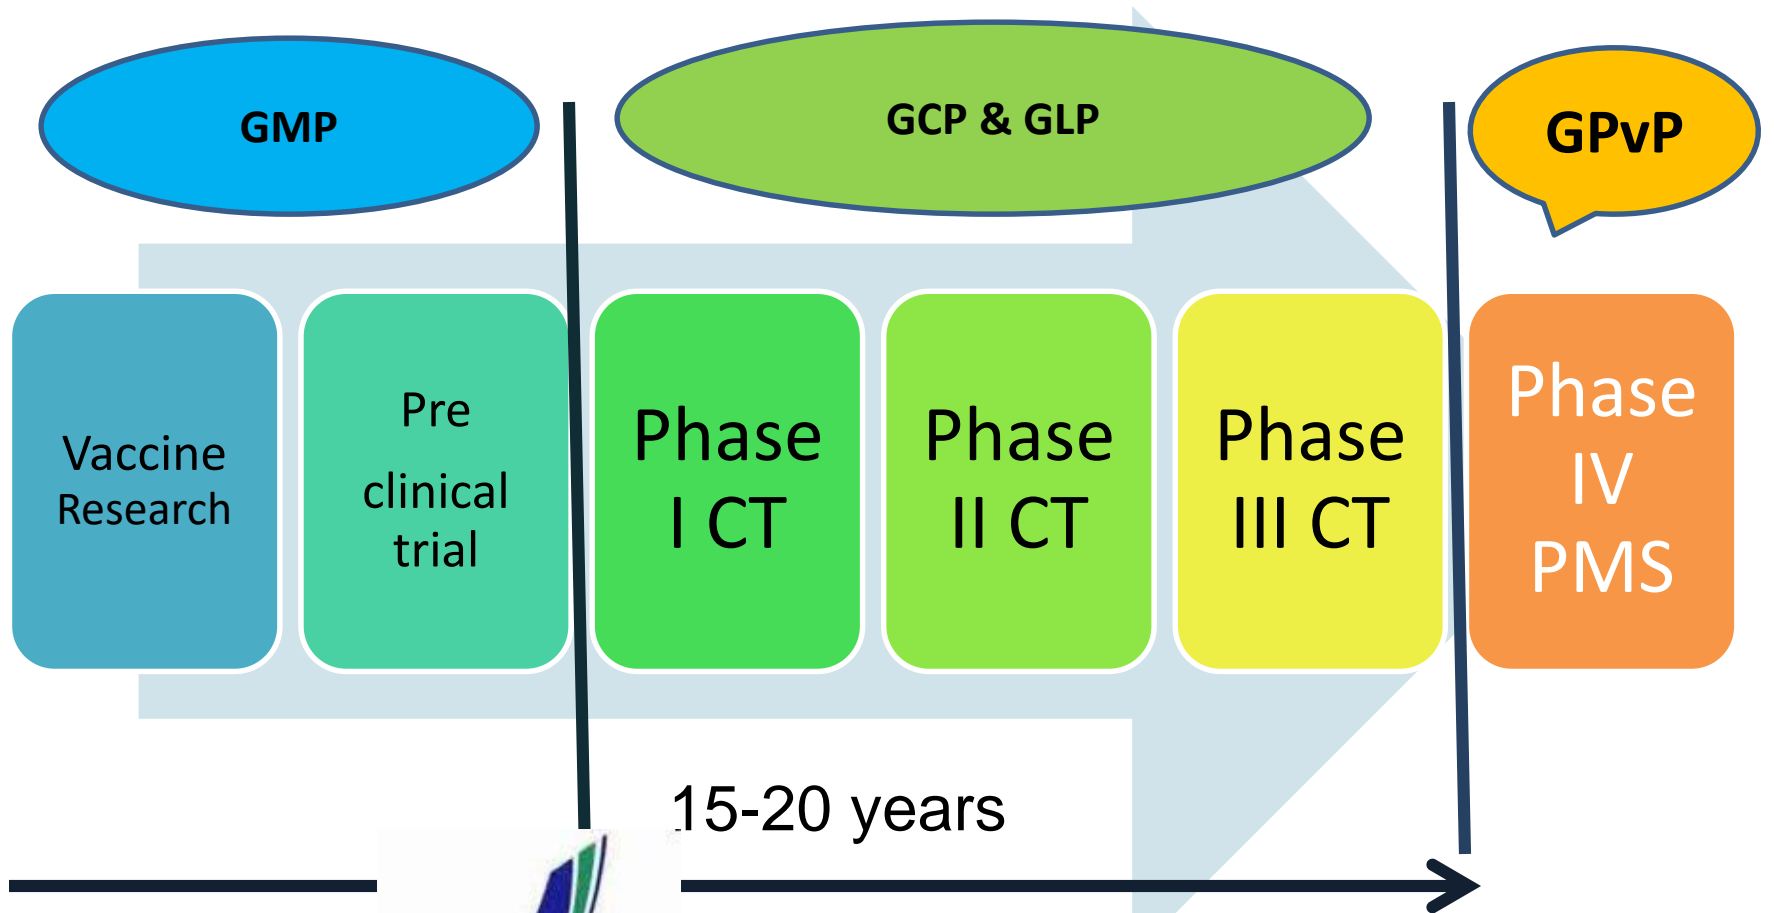 GMP
GCP & GLP
GPvP
Vaccine
Research
Pre
clinical
trial
Phase
I CT
Phase
II CT
Phase
III CT
Phase
IV
PMS
15-20 years